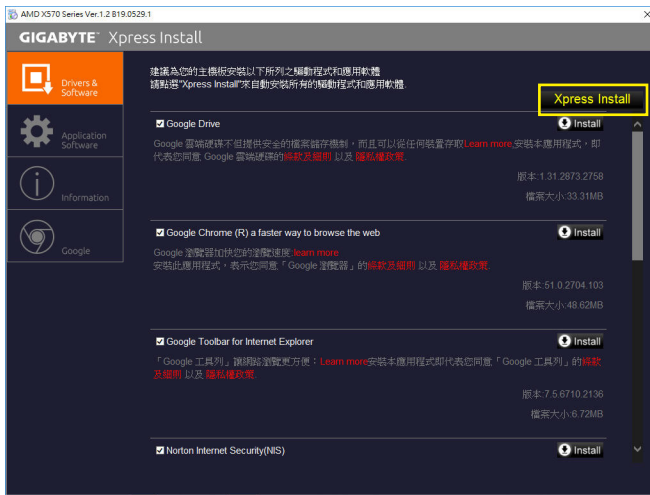 AMD X570 Series Ver.1.2 B19.0529.1
GIGABYTE™ Xpress Install
Drivers & Software
建議為您的主機板安裝以下所列之驅動程式和應用軟體
請點選"Xpress Install"來自動安裝所有的驅動程式和應用軟體.
Xpress Install
Application Software
Information
Google
Google Drive
Install
Google 雲端硬碟不但提供安全的檔案儲存機制，而且可以從任何裝置存取Learn more安裝本應用程式，即
代表您同意 Google 雲端硬碟的條款及細則 以及 隱私權政策.
版本:1.31.2873.2758
檔案大小:33.31MB
Google Chrome (R) a faster way to browse the web
Install
Google 瀏覽器加快您的瀏覽速度:learn more
安裝此應用程式，表示您同意「Google 瀏覽器」的條款及細則 以及 隱私權政策.
版本:51.0.2704.103
檔案大小:48.62MB
Google Toolbar for Internet Explorer
Install
「Google 工具列」讓網路瀏覽更方便：Learn more安裝本應用程式即代表您同意「Google 工具列」的條款
及細則 以及 隱私權政策.
版本:7.5.6710.2136
檔案大小:6.72MB
Norton Internet Security(NIS)
Install